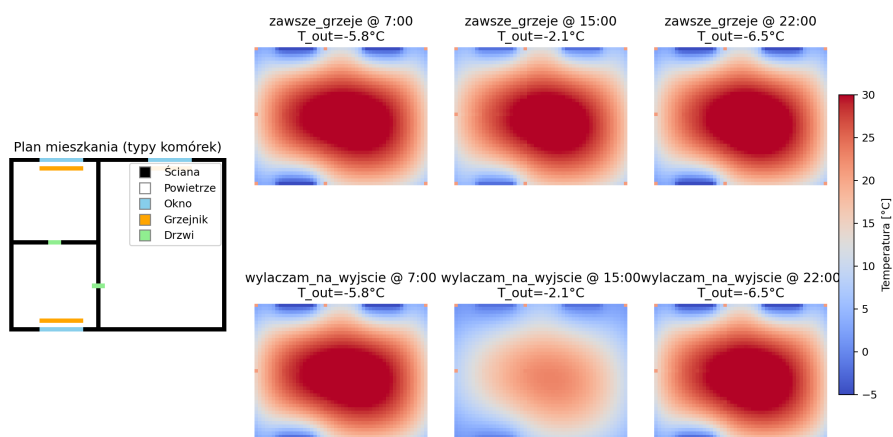 zawsze_grzeje @ 7:00
T_out=-5.8°C
zawsze_grzeje @ 15:00
T_out=-2.1°C
zawsze_grzeje @ 22:00
T_out=-6.5°C
Plan mieszkania (typy komórek)
Ściana
Powietrze
Okno
Grzejnik
Drzwi
wylaczam_na_wyjscie @ 7:00
T_out=-5.8°C
wylaczam_na_wyjscie @ 15:00
T_out=-2.1°C
wylaczam_na_wyjscie @ 22:00
T_out=-6.5°C
30
25
20
15
10
5
0
−5
Temperatura [°C]